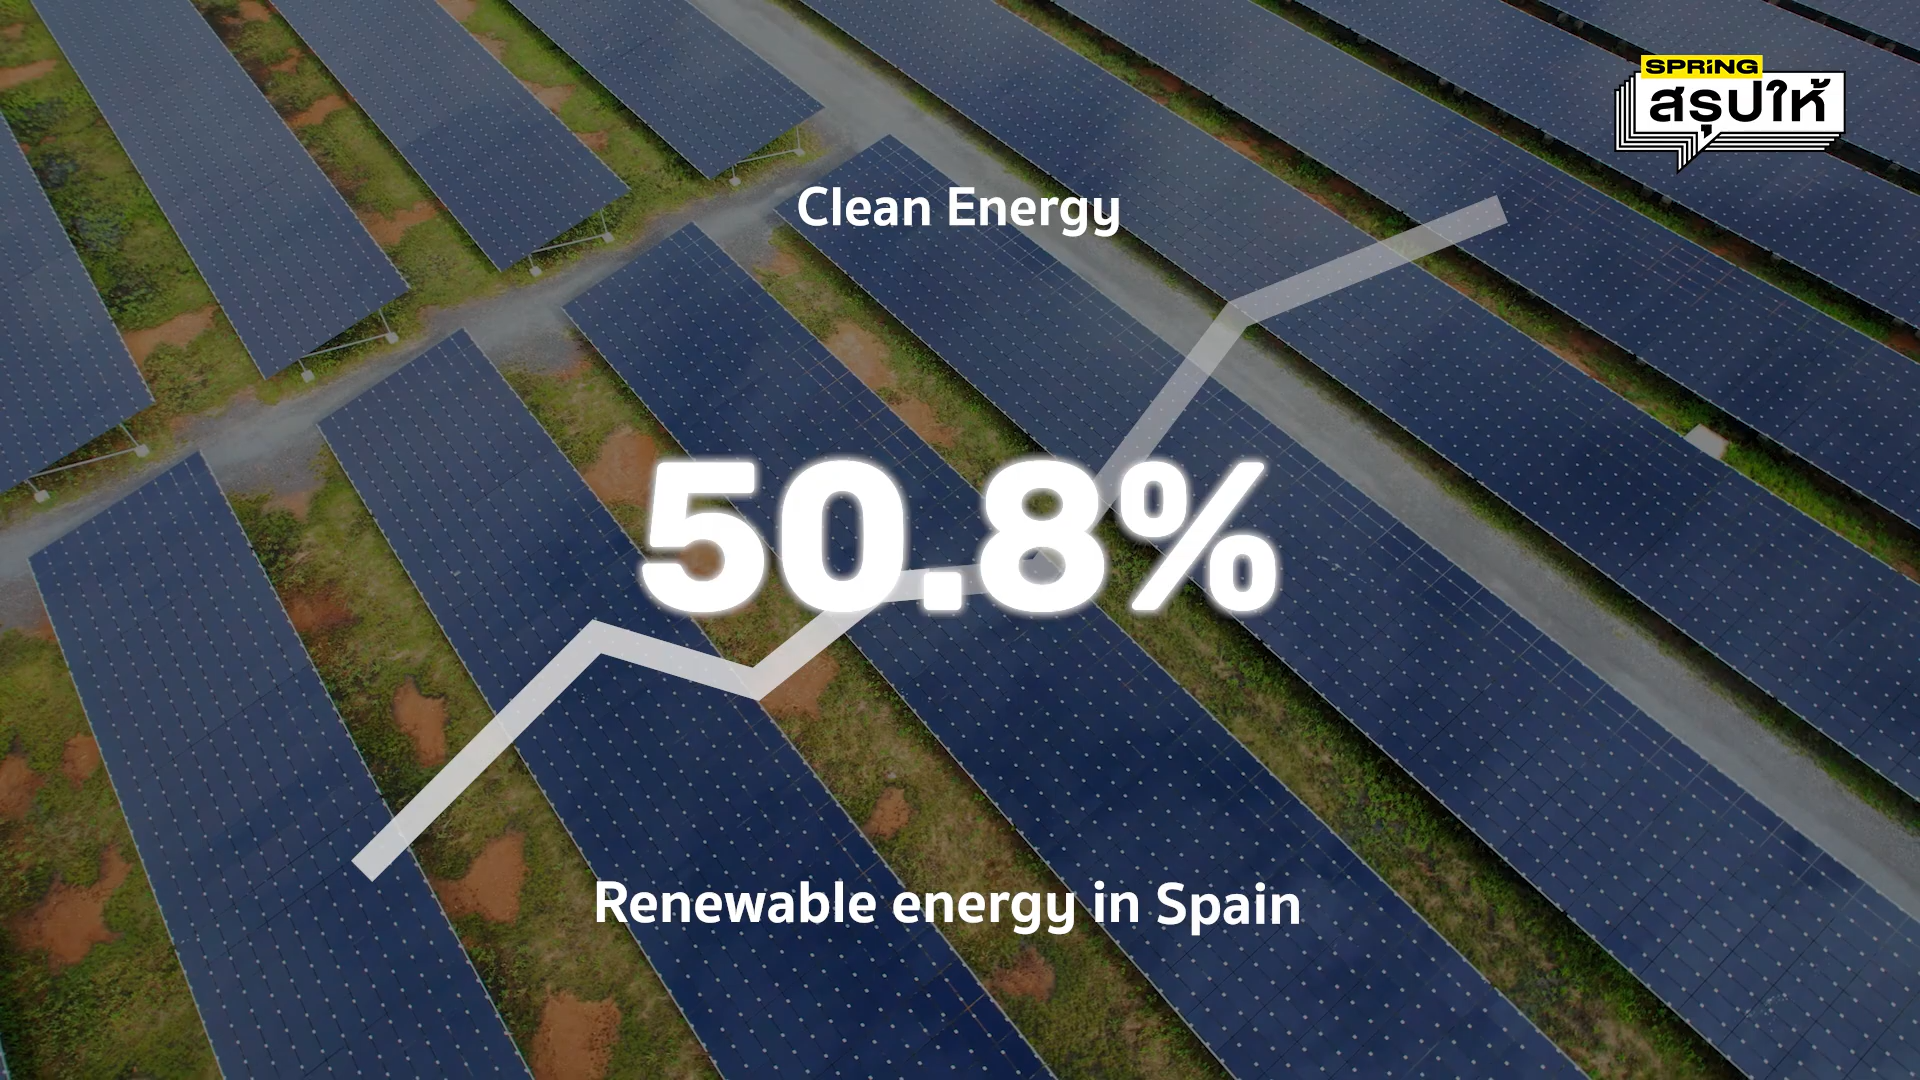 SPRiNG
สรุปให้
Clean Energy
50.8%
Renewable energy in Spain